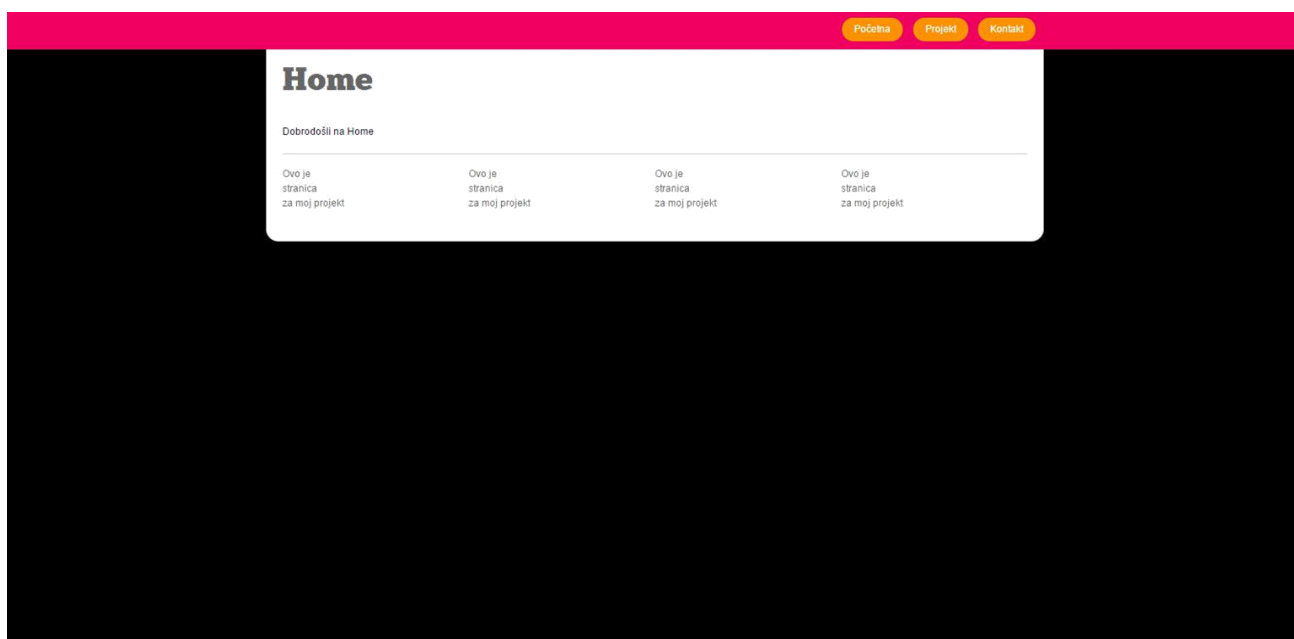 Početna Projekt Kontakt
Home
Dobrodošli na Home
Ovo je
stranica
za moj projekt
Ovo je
stranica
za moj projekt
Ovo je
stranica
za moj projekt
Ovo je
stranica
za moj projekt